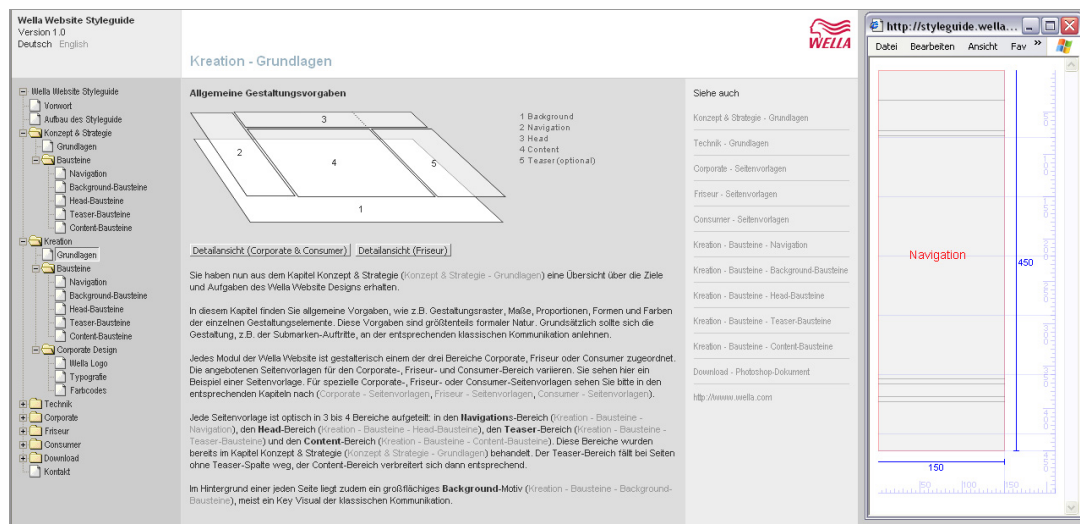 Wella Website Styleguide
Version 1.0
Deutsch English
Kreation - Grundlagen
WELLA
Wella Website Styleguide
Vorwort
Aufbau des Styleguide
Konzept & Strategie
Grundlagen
Bausteine
Navigation
Background-Bausteine
Head-Bausteine
Teaser-Bausteine
Content-Bausteine
Kreation
Grundlagen
Bausteine
Navigation
Background-Bausteine
Head-Bausteine
Teaser-Bausteine
Content-Bausteine
Corporate Design
Wella Logo
Typografie
Farbcodes
Technik
Corporate
Friseur
Consumer
Download
Kontakt
Allgemeine Gestaltungsvorgaben
3
2
4
5
1
1 Background
2 Navigation
3 Head
4 Content
5 Teaser (optional)
Detailansicht (Corporate & Consumer) Detailansicht (Friseur)
Sie haben nun aus dem Kapitel Konzept & Strategie (Konzept & Strategie - Grundlagen) eine Übersicht über die Ziele
und Aufgaben des Wella Website Designs erhalten.
In diesem Kapitel finden Sie allgemeine Vorgaben, wie z.B. Gestaltungsraster, Maße, Proportionen, Formen und Farben
der einzelnen Gestaltungselemente. Diese Vorgaben sind größtenteils formaler Natur. Grundsätzlich sollte sich die
Gestaltung, z.B. der Submarken-Auftritte, an der entsprechenden klassischen Kommunikation anlehnen.
Jedes Modul der Wella Website ist gestalterisch einem der drei Bereiche Corporate, Friseur oder Consumer zugeordnet.
Die angebotenen Seitenvorlagen für den Corporate-, Friseur- und Consumer-Bereich variieren. Sie sehen hier ein
Beispiel einer Seitenvorlage. Für spezielle Corporate-, Friseur- oder Consumer-Seitenvorlagen sehen Sie bitte in den
entsprechenden Kapiteln nach (Corporate - Seitenvorlagen, Friseur - Seitenvorlagen, Consumer - Seitenvorlagen).
Jede Seitenvorlage ist optisch in 3 bis 4 Bereiche aufgeteilt: in den Navigations-Bereich (Kreation - Bausteine -
Navigation), den Head-Bereich (Kreation - Bausteine - Head-Bausteine), den Teaser-Bereich (Kreation - Bausteine -
Teaser-Bausteine) und den Content-Bereich (Kreation - Bausteine - Content-Bausteine). Diese Bereiche wurden
bereits im Kapitel Konzept & Strategie (Konzept & Strategie - Grundlagen) behandelt. Der Teaser-Bereich fällt bei Seiten
ohne Teaser-Spalte weg, der Content-Bereich verbreitert sich dann entsprechend.
Im Hintergrund einer jeden Seite liegt zudem ein großflächiges Background-Motiv (Kreation - Bausteine - Background-
Bausteine), meist ein Key Visual der klassischen Kommunikation.
Siehe auch
Konzept & Strategie - Grundlagen
Technik - Grundlagen
Corporate - Seitenvorlagen
Friseur - Seitenvorlagen
Consumer - Seitenvorlagen
Kreation - Bausteine - Navigation
Kreation - Bausteine - Background-Bausteine
Kreation - Bausteine - Head-Bausteine
Kreation - Bausteine - Teaser-Bausteine
Kreation - Bausteine - Content-Bausteine
Download - Photoshop-Dokument
http://www.wella.com
http://styleguide.wella...
Datei Bearbeiten Ansicht Fav
Navigation
450
150